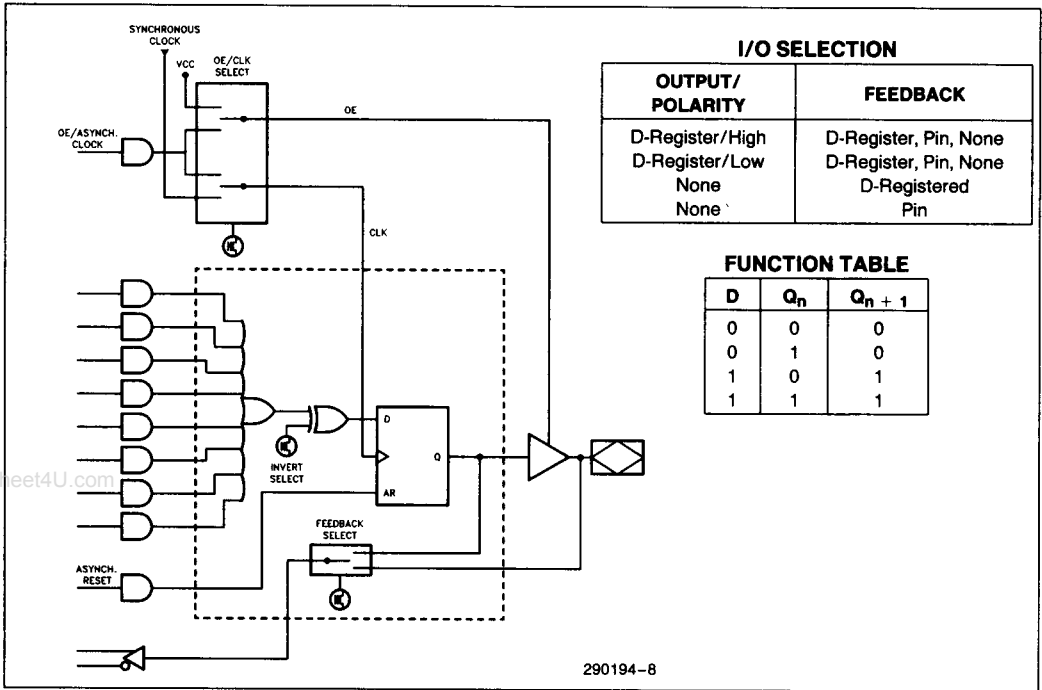 SYNCHRONOUS
CLOCK
VCC
OE/CLK
SELECT
OE/ASYNCH.
CLOCK
OE
CLK
D
Q
AR
INVERT
SELECT
FEEDBACK
SELECT
ASYNCH.
RESET
heet4U.com
I/O SELECTION
OUTPUT/
POLARITY
FEEDBACK
D-Register/High D-Register, Pin, None
D-Register/Low D-Register, Pin, None
None D-Registered
None Pin
FUNCTION TABLE
D Qn Qn + 1
0 0 0
0 1 0
1 0 1
1 1 1
290194-8